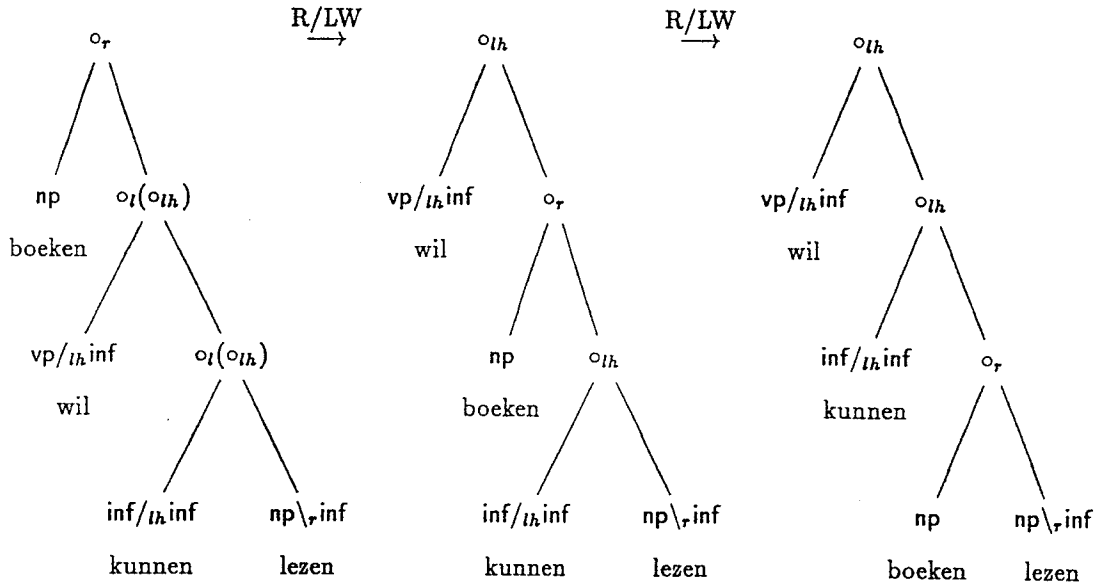 R/LW R/LW
∘r → ∘lh → ∘lh
np ∘l(∘lh) vp/lhinf ∘r vp/lhinf ∘lh
boeken wil wil
vp/lhinf ∘l(∘lh) np ∘lh inf/lhinf ∘r
wil boeken kunnen
inf/lhinf np\rinf inf/lhinf np\rinf np np\rinf
kunnen lezen kunnen lezen boeken lezen